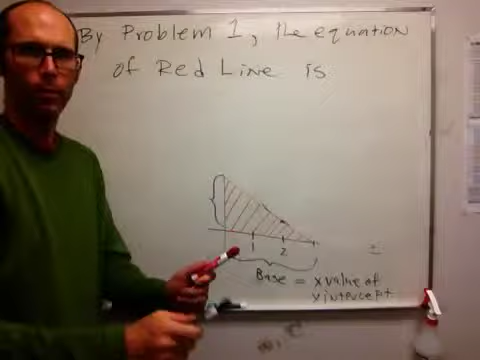 By Problem 1, the equation
of Red Line is
1
2
Base = x value of
y intercept